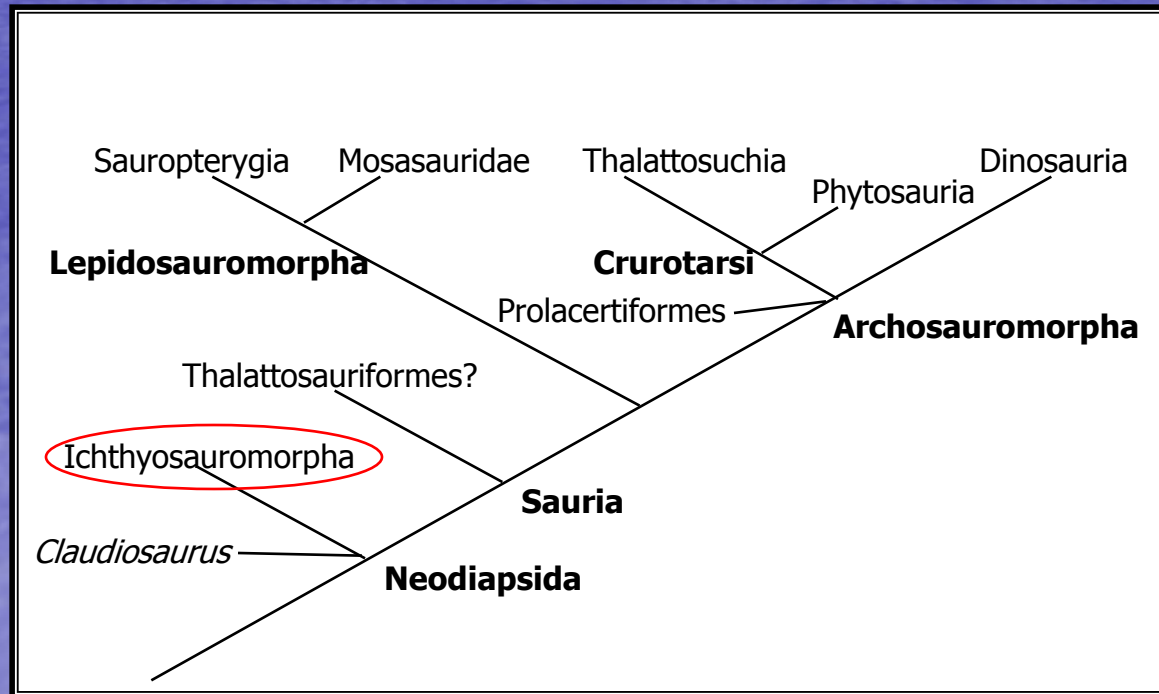 Sauropterygia Mosasauridae Thalattosuchia Dinosauria
Phytosauria
Lepidosauromorpha Crurotarsi
Prolacertiformes
Archosauromorpha
Thalattosauriformes?
Ichthyosauromorpha
Sauria
Claudiosaurus
Neodiapsida